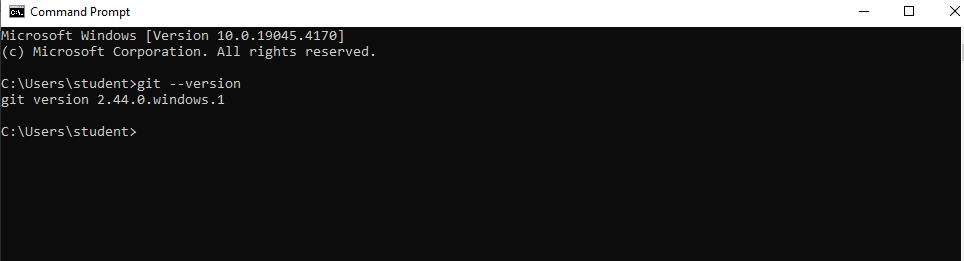 Command Prompt
Microsoft Windows [Version 10.0.19045.4170]
(c) Microsoft Corporation. All rights reserved.
C:\Users\student>git --version
git version 2.44.0.windows.1
C:\Users\student>